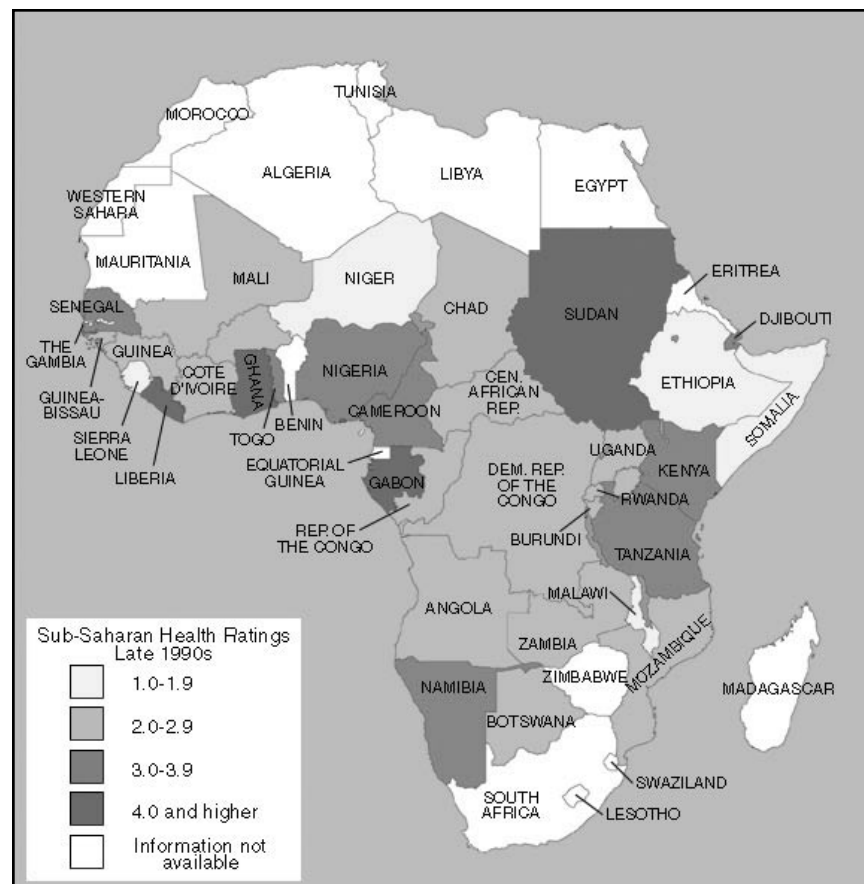 TUNISIA
MOROCCO
ALGERIA
LIBYA
EGYPT
WESTERN
SAHARA
MAURITANIA
MALI
NIGER
CHAD
SUDAN
ERITREA
DJIBOUTI
SENEGAL
THE
GAMBIA
GUINEA
GUINEA-
BISSAU
SIERRA
LEONE
LIBERIA
COTE
D'IVOIRE
GHANA
TOGO
BENIN
NIGERIA
CAMEROON
CEN.
AFRICAN
REP.
ETHIOPIA
SOMALIA
EQUATORIAL
GUINEA
GABON
REP. OF
THE CONGO
DEM. REP.
OF THE
CONGO
UGANDA
KENYA
RWANDA
BURUNDI
TANZANIA
MALAWI
ANGOLA
ZAMBIA
MOZAMBIQUE
ZIMBABWE
NAMIBIA
BOTSWANA
MADAGASCAR
SWAZILAND
LESOTHO
SOUTH
AFRICA
Sub-Saharan Health Ratings
Late 1990s
1.0-1.9
2.0-2.9
3.0-3.9
4.0 and higher
Information not
available